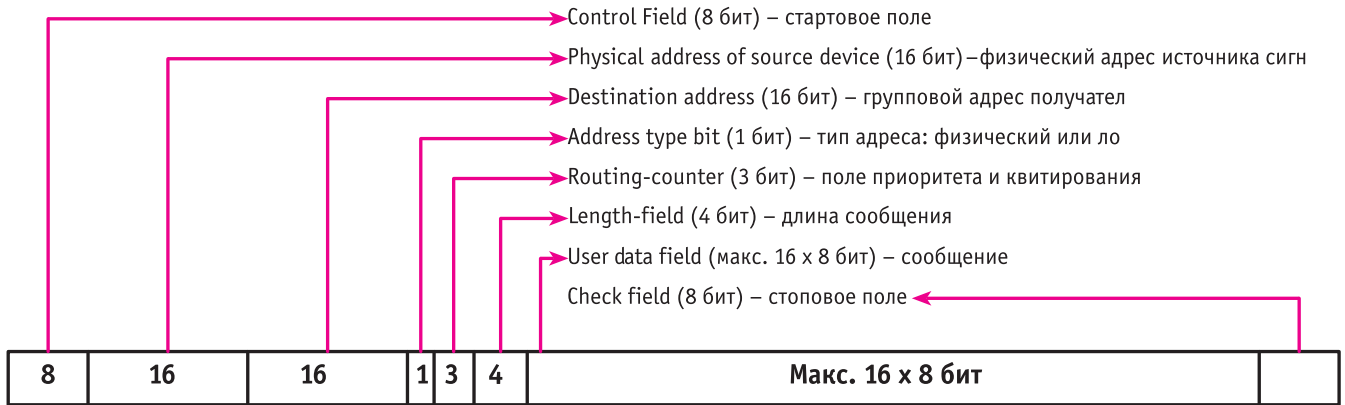 Control Field (8 бит) – стартовое поле
Physical address of source device (16 бит) –физический адрес источника сигн
Destination address (16 бит) – групповой адрес получател
Address type bit (1 бит) – тип адреса: физический или ло
Routing-counter (3 бит) – поле приоритета и квитирования
Length-field (4 бит) – длина сообщения
User data field (макс. 16 x 8 бит) – сообщение
Check field (8 бит) – стоповое поле
8 16 16 1 3 4 Макс. 16 x 8 бит